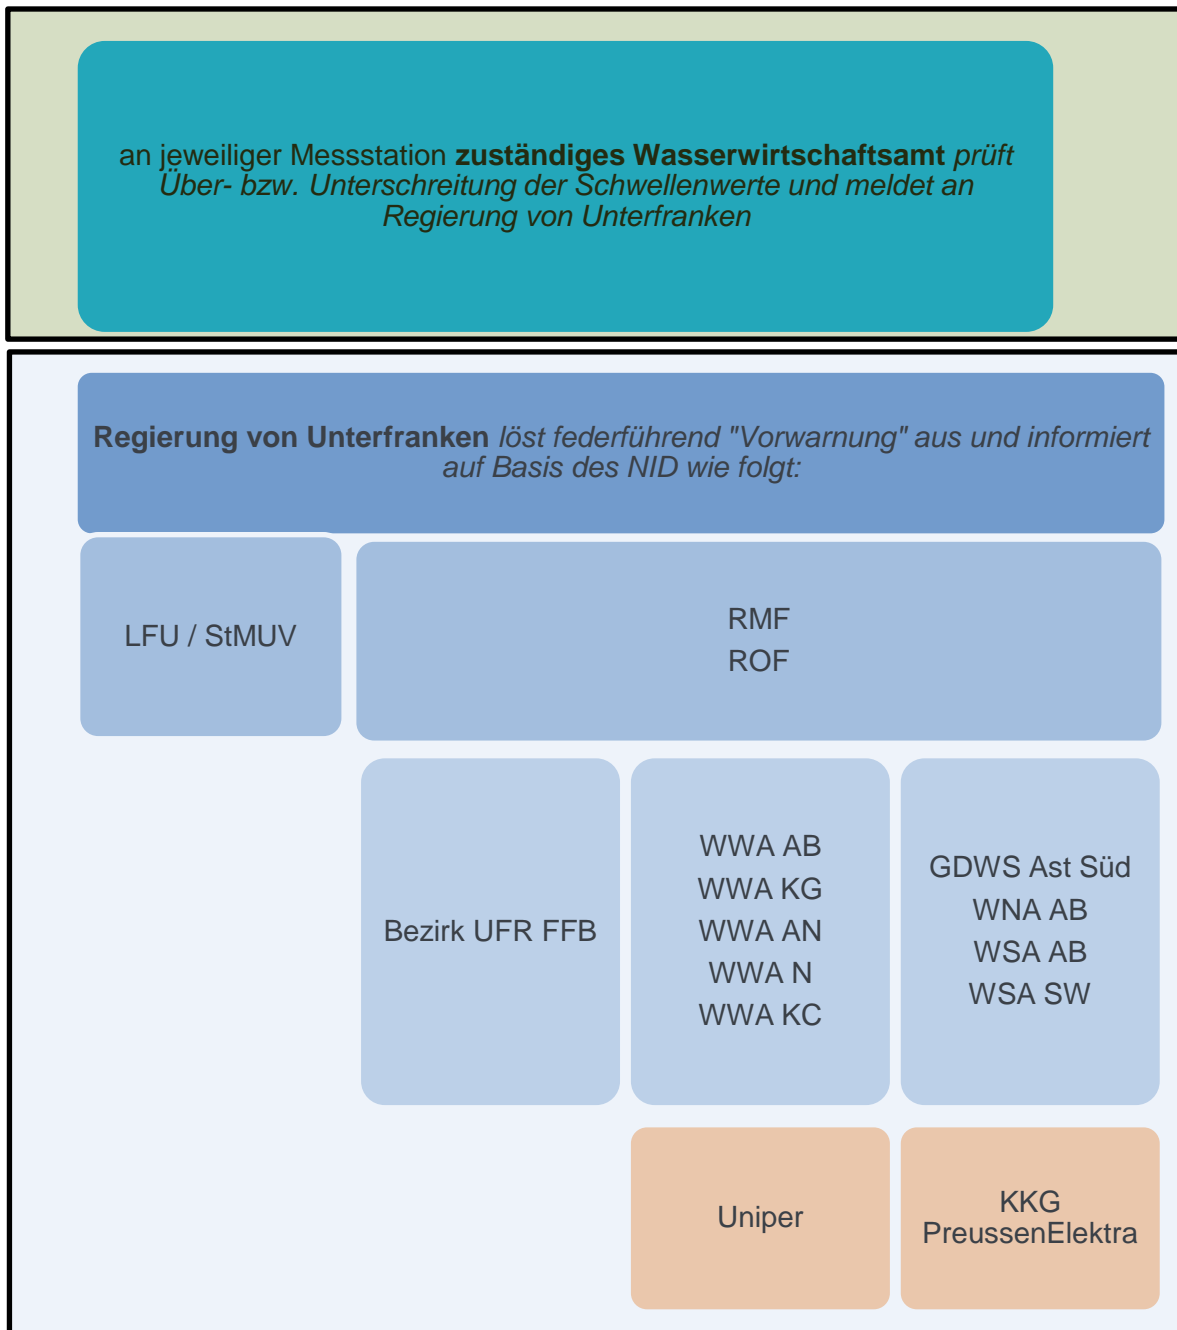 an jeweiliger Messstation zuständiges Wasserwirtschaftsamt prüft
Über- bzw. Unterschreitung der Schwellenwerte und meldet an
Regierung von Unterfranken
Regierung von Unterfranken löst federführend "Vorwarnung" aus und informiert
auf Basis des NID wie folgt:
LFU / StMUV
RMF
ROF
Bezirk UFR FFB
WWA AB
WWA KG
WWA AN
WWA N
WWA KC
GDWS Ast Süd
WNA AB
WSA AB
WSA SW
Uniper
KKG
PreussenElektra